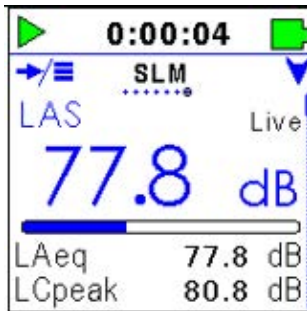 0:00:04
SLM
LAS Live
77.8 dB
LAeq 77.8 dB
LCpeak 80.8 dB